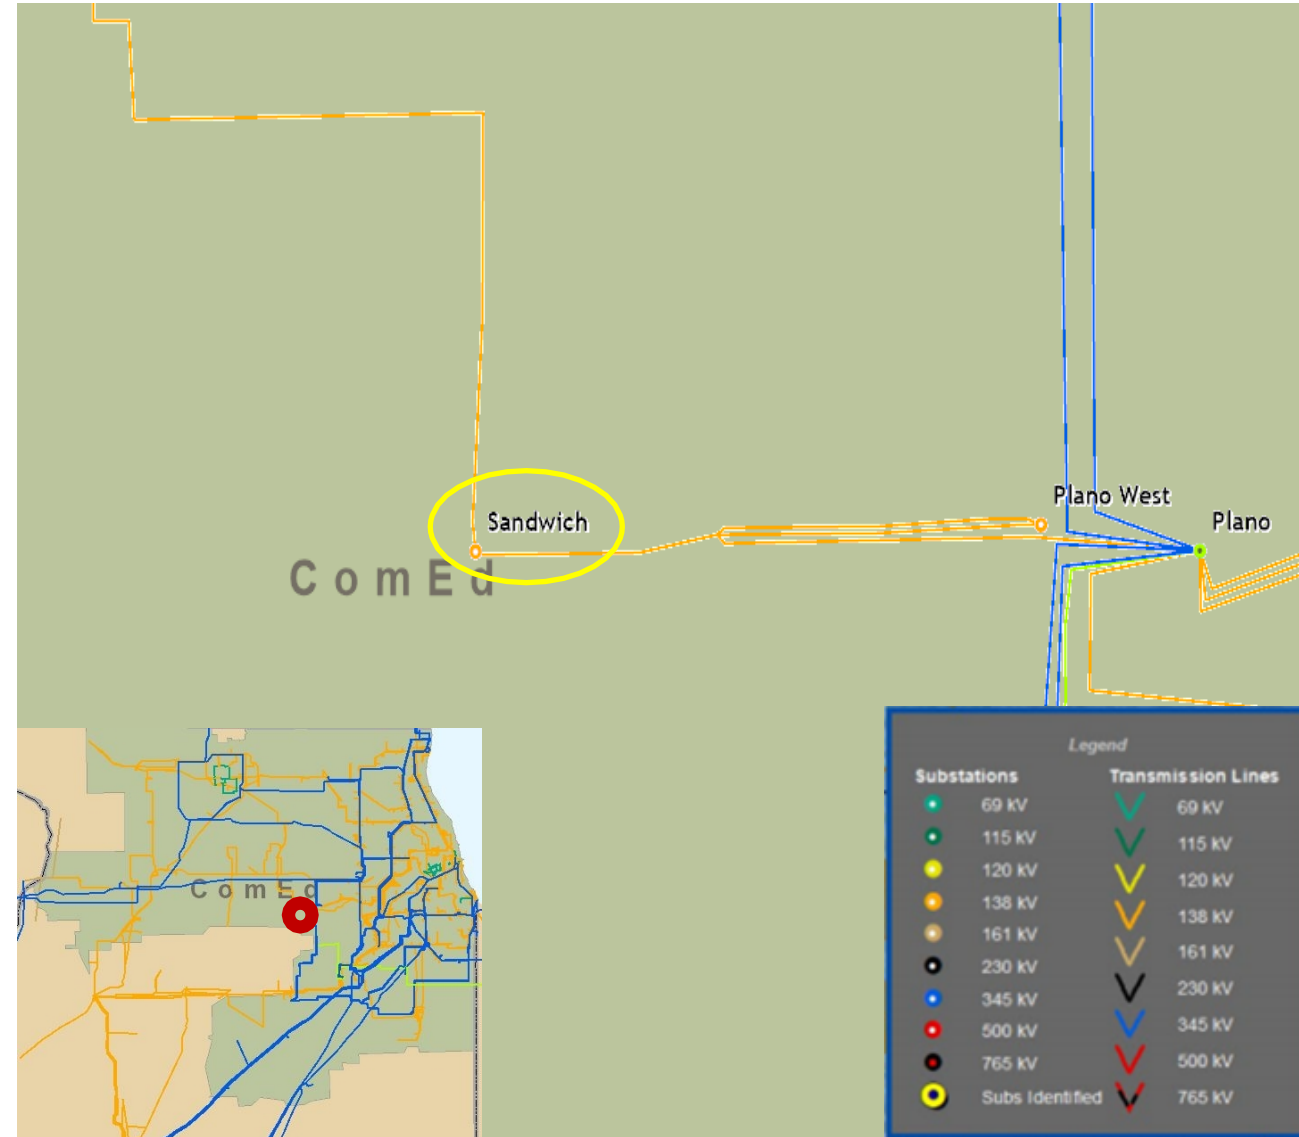 Plano West
Plano
Sandwich
ComEd
ComEd
Legend
Substations Transmission Lines
69 kV 69 kV
115 kV 115 kV
120 kV 120 kV
138 kV 138 kV
161 kV 161 kV
230 kV 230 kV
345 kV 345 kV
500 kV 500 kV
765 kV 765 kV
Subs Identified